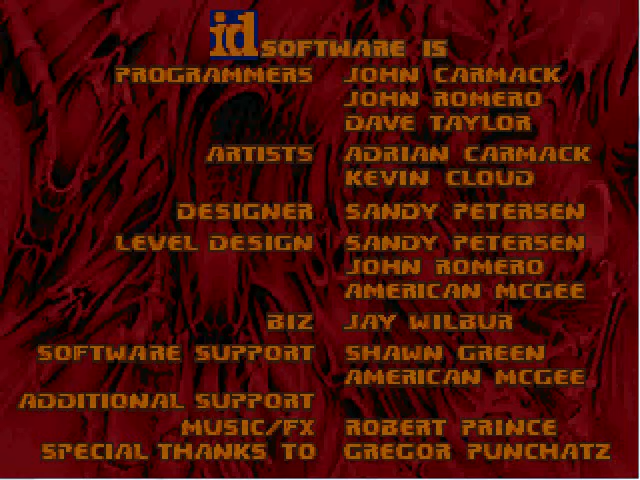 id SOFTWARE IS
PROGRAMMERS JOHN CARMACK
JOHN ROMERO
DAVE TAYLOR
ARTISTS ADRIAN CARMACK
KEVIN CLOUD
DESIGNER SANDY PETERSEN
LEVEL DESIGN SANDY PETERSEN
JOHN ROMERO
AMERICAN MCGEE
BIZ JAY WILBUR
SOFTWARE SUPPORT SHAWN GREEN
AMERICAN MCGEE
ADDITIONAL SUPPORT
MUSIC/FX ROBERT PRINCE
SPECIAL THANKS TO GREGOR PUNCHATZ